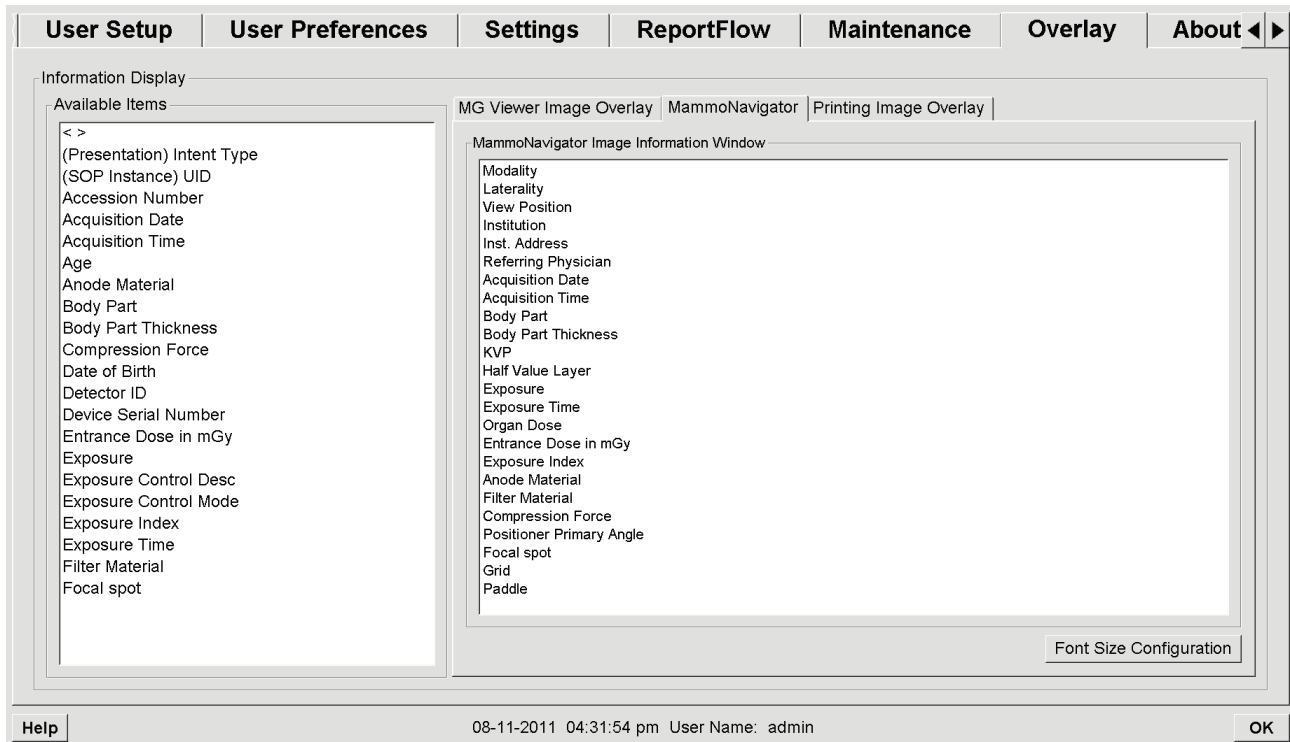 User Setup User Preferences Settings ReportFlow Maintenance Overlay About
Information Display
Available Items
< >
(Presentation) Intent Type
(SOP Instance) UID
Accession Number
Acquisition Date
Acquisition Time
Age
Anode Material
Body Part
Body Part Thickness
Compression Force
Date of Birth
Detector ID
Device Serial Number
Entrance Dose in mGy
Exposure
Exposure Control Desc
Exposure Control Mode
Exposure Index
Exposure Time
Filter Material
Focal spot
MG Viewer Image Overlay MammoNavigator Printing Image Overlay
MammoNavigator Image Information Window
Modality
Laterality
View Position
Institution
Inst. Address
Referring Physician
Acquisition Date
Acquisition Time
Body Part
Body Part Thickness
KVP
Half Value Layer
Exposure
Exposure Time
Organ Dose
Entrance Dose in mGy
Exposure Index
Anode Material
Filter Material
Compression Force
Positioner Primary Angle
Focal spot
Grid
Paddle
Font Size Configuration
Help 08-11-2011 04:31:54 pm User Name: admin OK